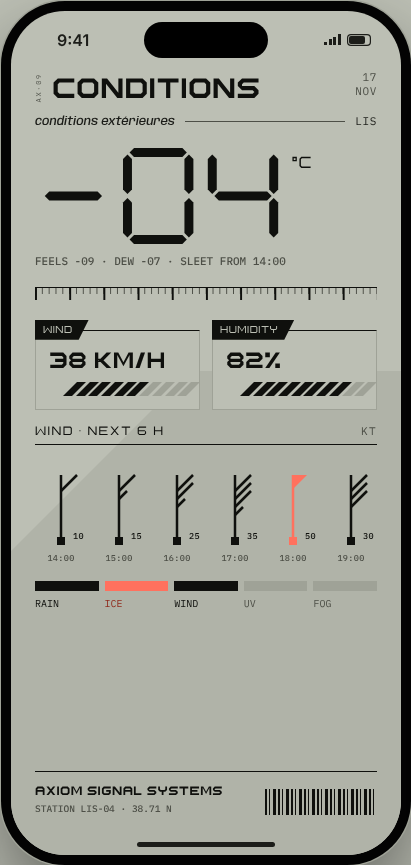 9:41
AX·09
CONDITIONS
17
NOV
conditions extérieures
LIS
-04 °C
FEELS -09 · DEW -07 · SLEET FROM 14:00
WIND
38 KM/H
HUMIDITY
82%
WIND · NEXT 6 H
KT
10 15 25 35 50 30
14:00 15:00 16:00 17:00 18:00 19:00
RAIN ICE WIND UV FOG
AXIOM SIGNAL SYSTEMS
STATION LIS-04 · 38.71 N